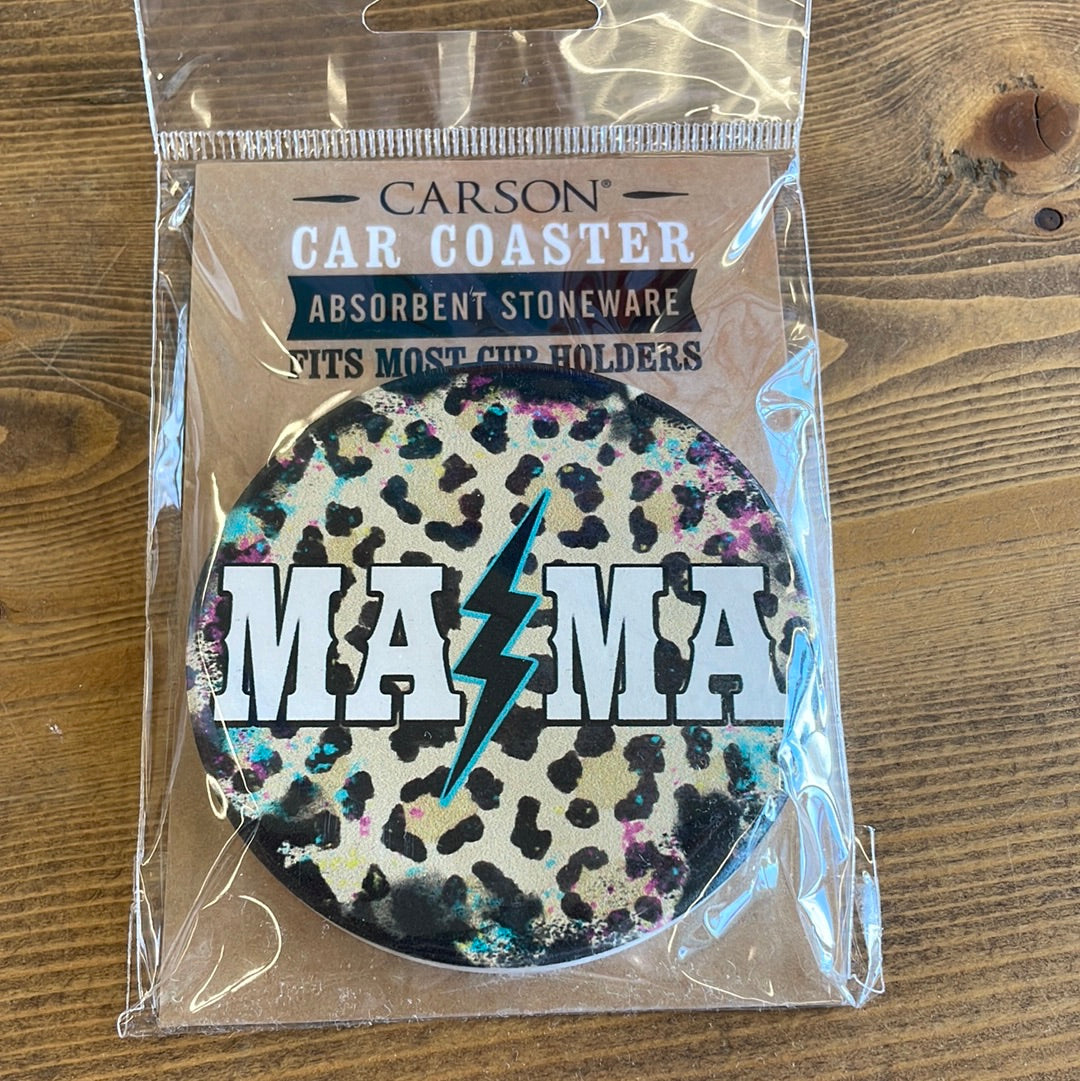 CARSON®
CAR COASTER
ABSORBENT STONEWARE
FITS MOST CUP HOLDERS
MAMA